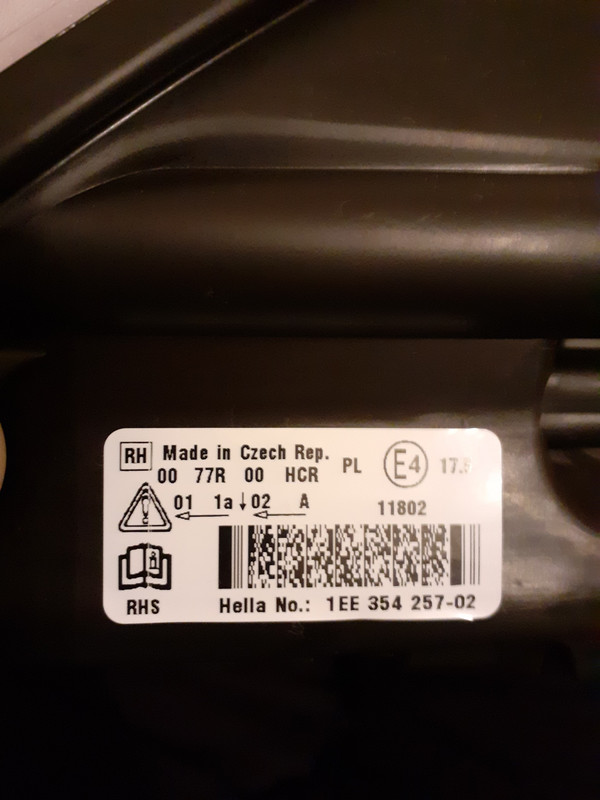 RH Made in Czech Rep.
00 77R 00 HCR PL E4
01 1a ↓ 02 A 11802
RHS Hella No.: 1EE 354 257-02